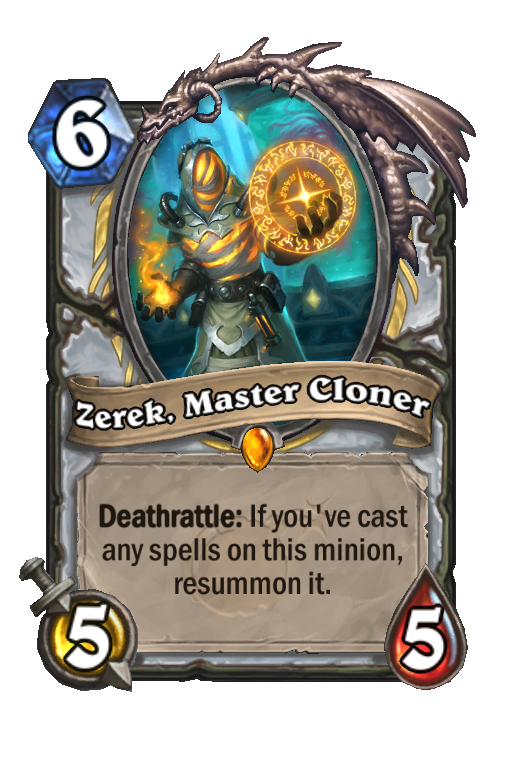 6
Zerek, Master Cloner
Deathrattle: If you've cast
any spells on this minion,
resummon it.
5
5